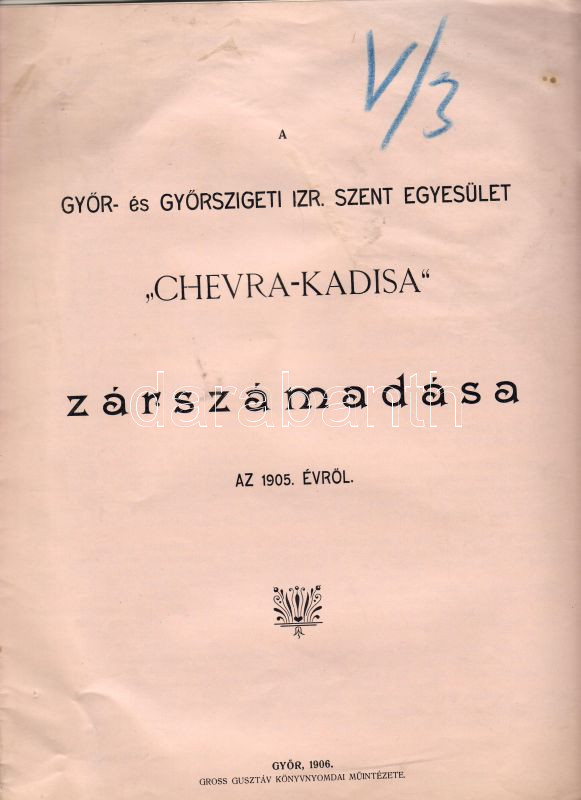 V/3
A
GYŐR- és GYŐRSZIGETI IZR. SZENT EGYESÜLET
„CHEVRA-KADISA“
zárszámadása
darabanth
AZ 1905. ÉVRŐL.
GYŐR, 1906.
GROSS GUSZTÁV KÖNYVNYOMDAI MŰINTÉZETE.